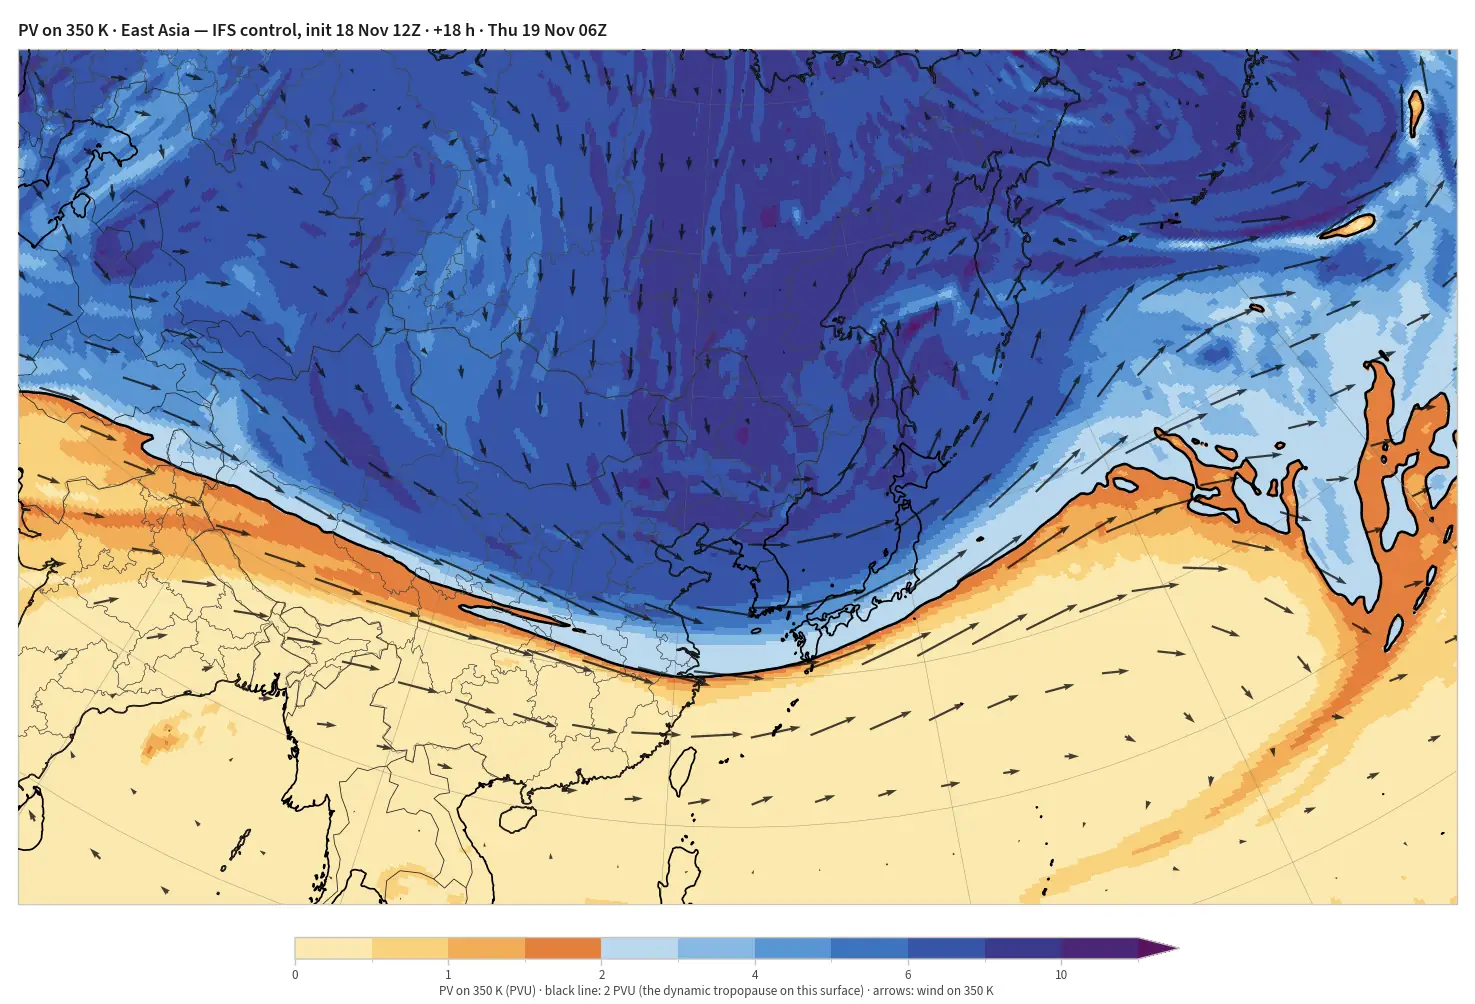 PV on 350 K · East Asia — IFS control, init 18 Nov 12Z · +18 h · Thu 19 Nov 06Z
0 1 2 4 6 10
PV on 350 K (PVU) · black line: 2 PVU (the dynamic tropopause on this surface) · arrows: wind on 350 K